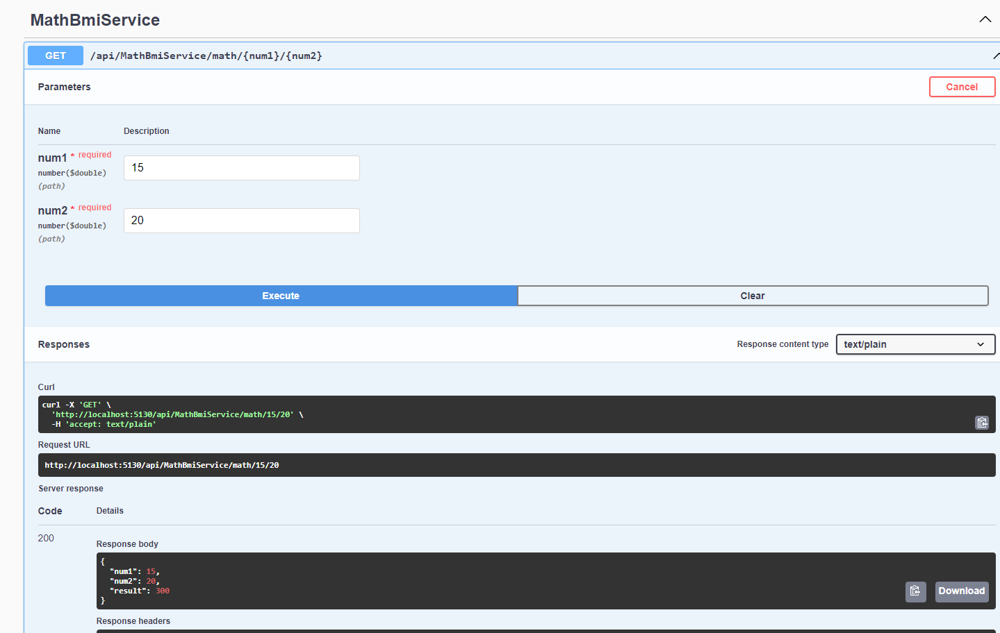 MathBmiService
GET /api/MathBmiService/math/{num1}/{num2}
Parameters
Cancel
Name Description
num1 * required
number($double)
(path)
15
num2 * required
number($double)
(path)
20
Execute
Clear
Responses
Response content type text/plain
Curl
curl -X 'GET' \
'http://localhost:5130/api/MathBmiService/math/15/20' \
-H 'accept: text/plain'
Request URL
http://localhost:5130/api/MathBmiService/math/15/20
Server response
Code Details
200
Response body
{
"num1": 15,
"num2": 20,
"result": 300
}
Download
Response headers